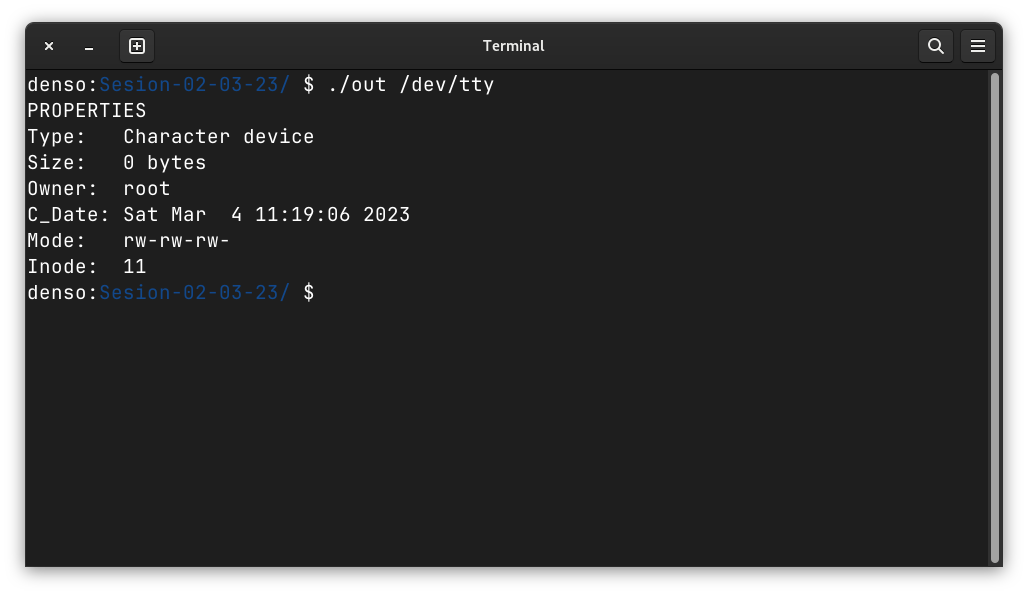 Terminal
denso:Sesion-02-03-23/ $ ./out /dev/tty
PROPERTIES
Type:   Character device
Size:   0 bytes
Owner:  root
C_Date: Sat Mar  4 11:19:06 2023
Mode:   rw-rw-rw-
Inode:  11
denso:Sesion-02-03-23/ $